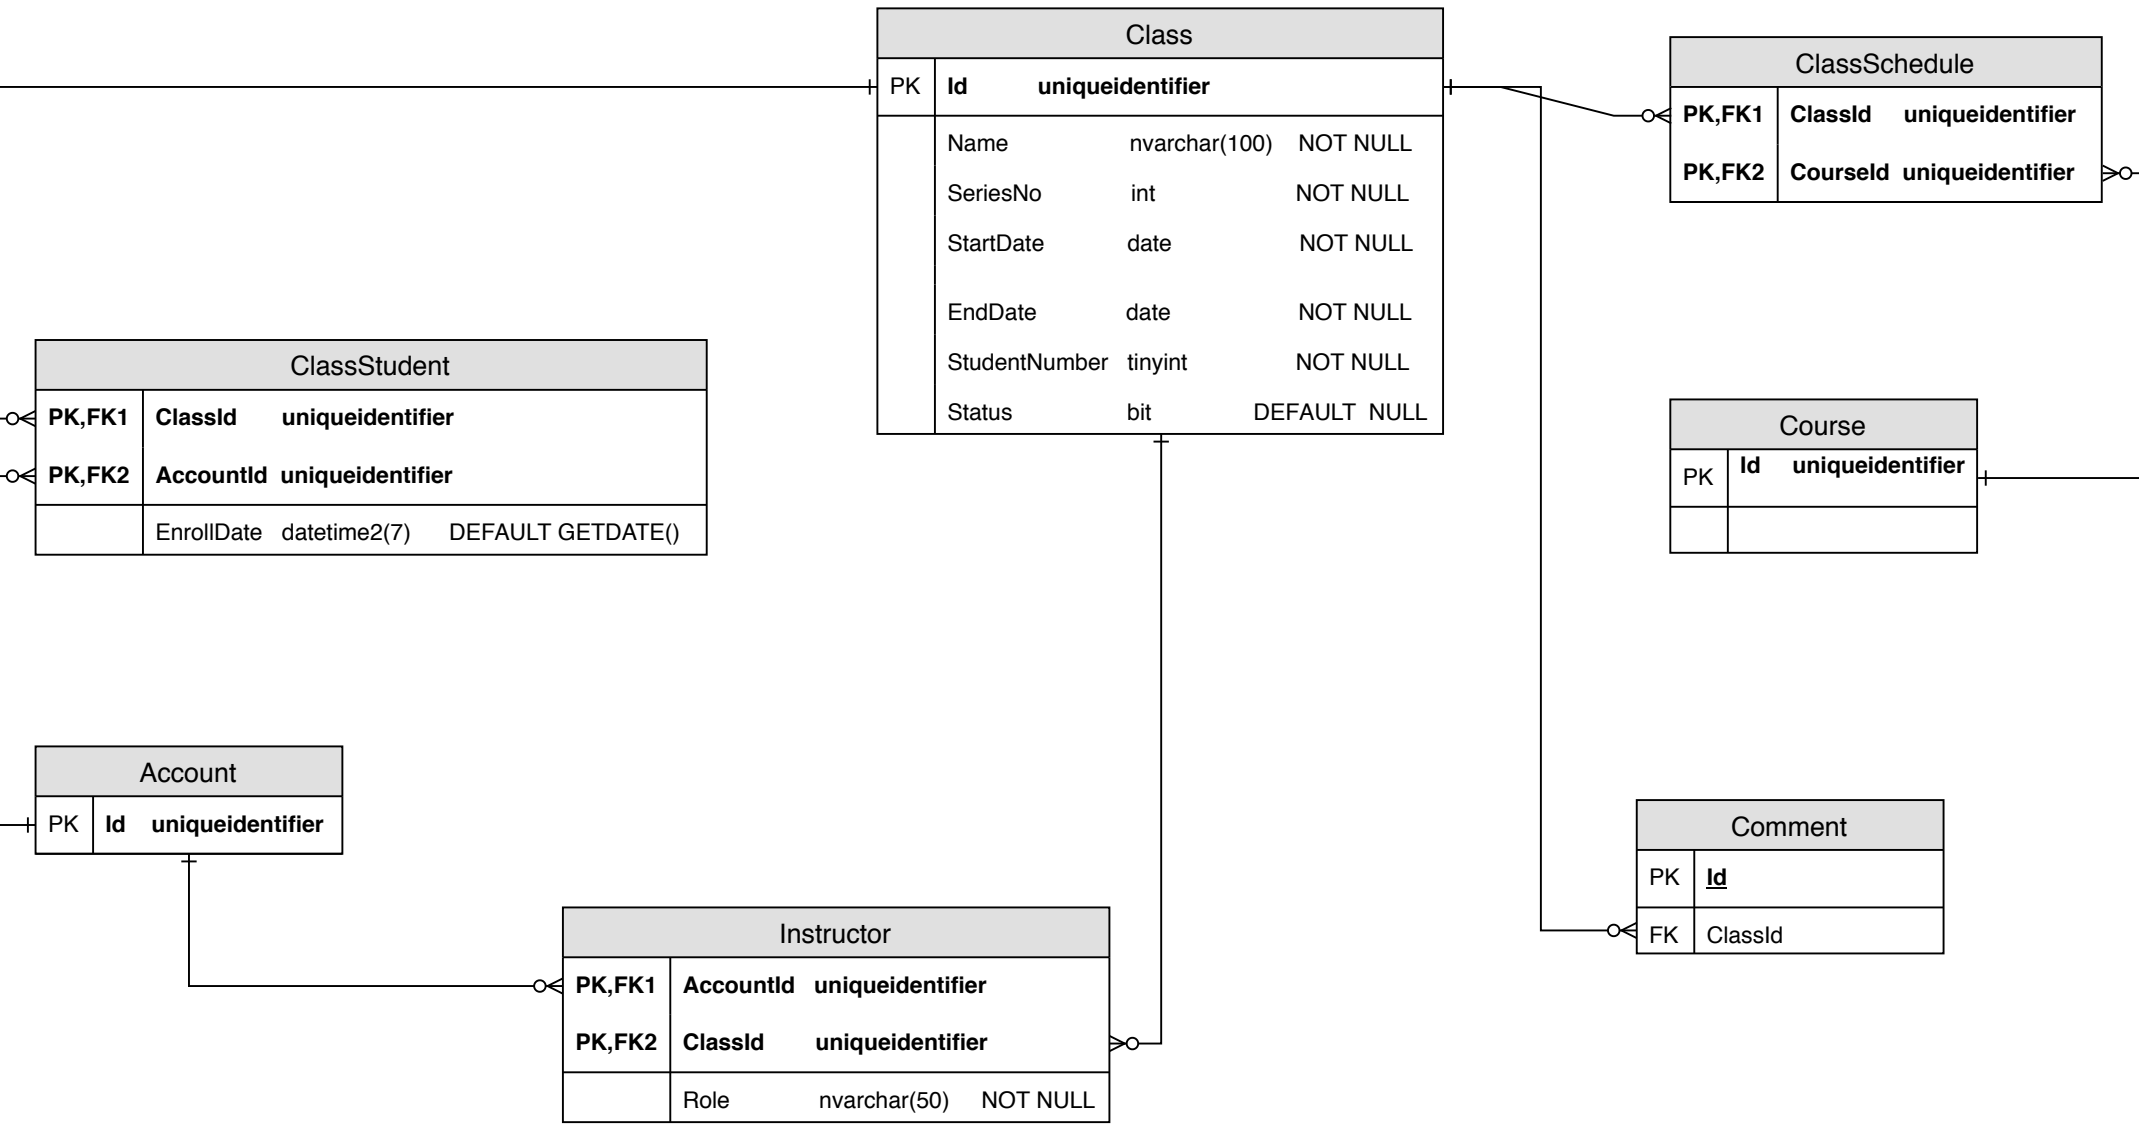 Class
PK Id uniqueidentifier
Name nvarchar(100) NOT NULL
SeriesNo int NOT NULL
StartDate date NOT NULL
EndDate date NOT NULL
StudentNumber tinyint NOT NULL
Status bit DEFAULT NULL
ClassSchedule
PK,FK1 ClassId uniqueidentifier
PK,FK2 CourseId uniqueidentifier
ClassStudent
PK,FK1 ClassId uniqueidentifier
PK,FK2 AccountId uniqueidentifier
EnrollDate datetime2(7) DEFAULT GETDATE()
Course
PK Id uniqueidentifier
Account
PK Id uniqueidentifier
Comment
PK Id
FK ClassId
Instructor
PK,FK1 AccountId uniqueidentifier
PK,FK2 ClassId uniqueidentifier
Role nvarchar(50) NOT NULL